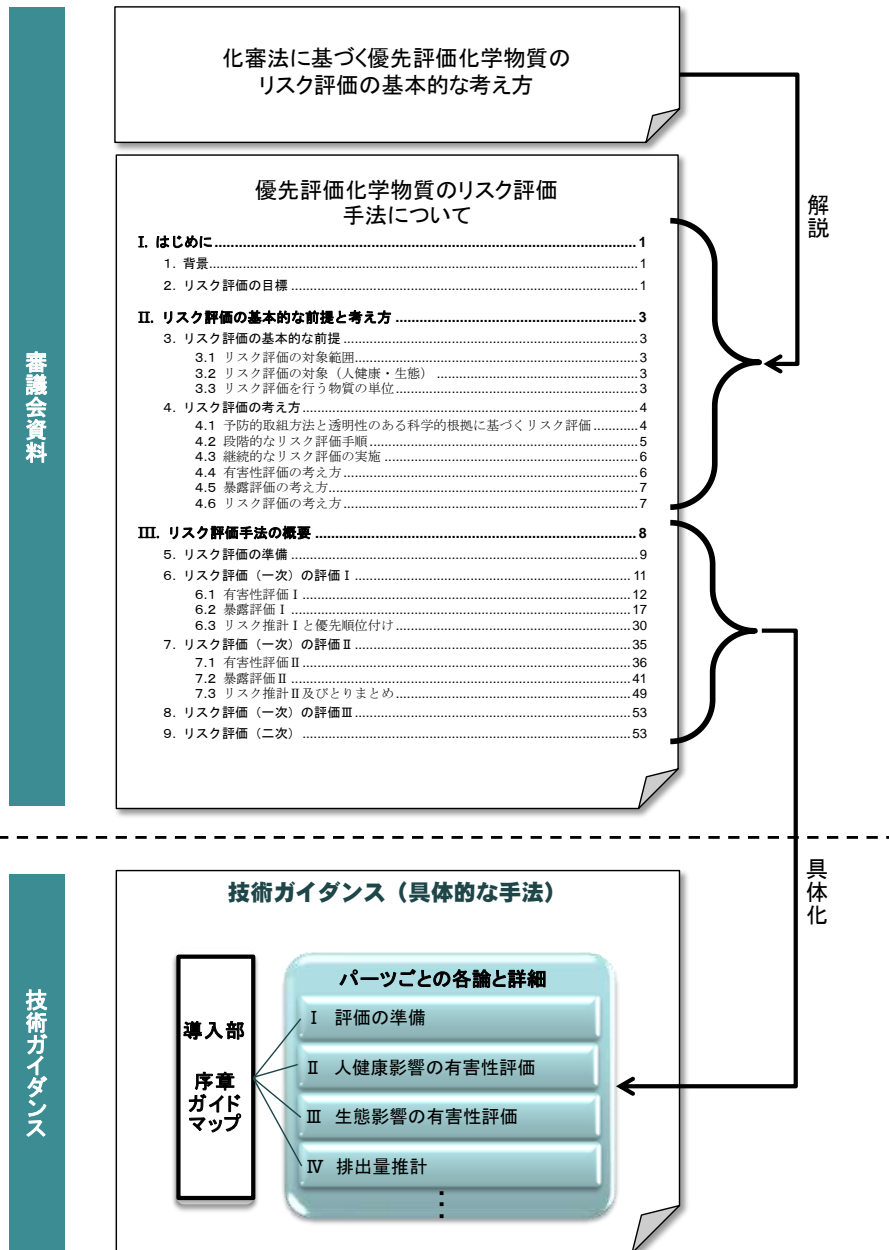 審議会資料
化審法に基づく優先評価化学物質の
リスク評価の基本的な考え方
解説
優先評価化学物質のリスク評価
手法について
I. はじめに 1
1. 背景 1
2. リスク評価の目標 1
II. リスク評価の基本的な前提と考え方 3
3. リスク評価の基本的な前提 3
3.1 リスク評価の対象範囲 3
3.2 リスク評価の対象(人健康・生態) 3
3.3 リスク評価を行う物質の単位 3
4. リスク評価の考え方 4
4.1 予防的取組方法と透明性のある科学的根拠に基づくリスク評価 4
4.2 段階的なリスク評価手順 5
4.3 継続的なリスク評価の実施 6
4.4 有害性評価の考え方 6
4.5 暴露評価の考え方 7
4.6 リスク評価の考え方 7
III. リスク評価手法の概要 8
5. リスク評価の準備 9
6. リスク評価(一次)の評価Ⅰ 11
6.1 有害性評価Ⅰ 12
6.2 暴露評価Ⅰ 17
6.3 リスク推計Ⅰと優先順位付け 30
7. リスク評価(一次)の評価Ⅱ 35
7.1 有害性評価Ⅱ 36
7.2 暴露評価Ⅱ 41
7.3 リスク推計Ⅱ及びとりまとめ 49
8. リスク評価(一次)の評価Ⅲ 53
9. リスク評価(二次) 53
具体化
技術ガイダンス
技術ガイダンス(具体的な手法)
導入部
序章
ガイド
マップ
パーツごとの各論と詳細
Ⅰ 評価の準備
Ⅱ 人健康影響の有害性評価
Ⅲ 生態影響の有害性評価
Ⅳ 排出量推計
⋮